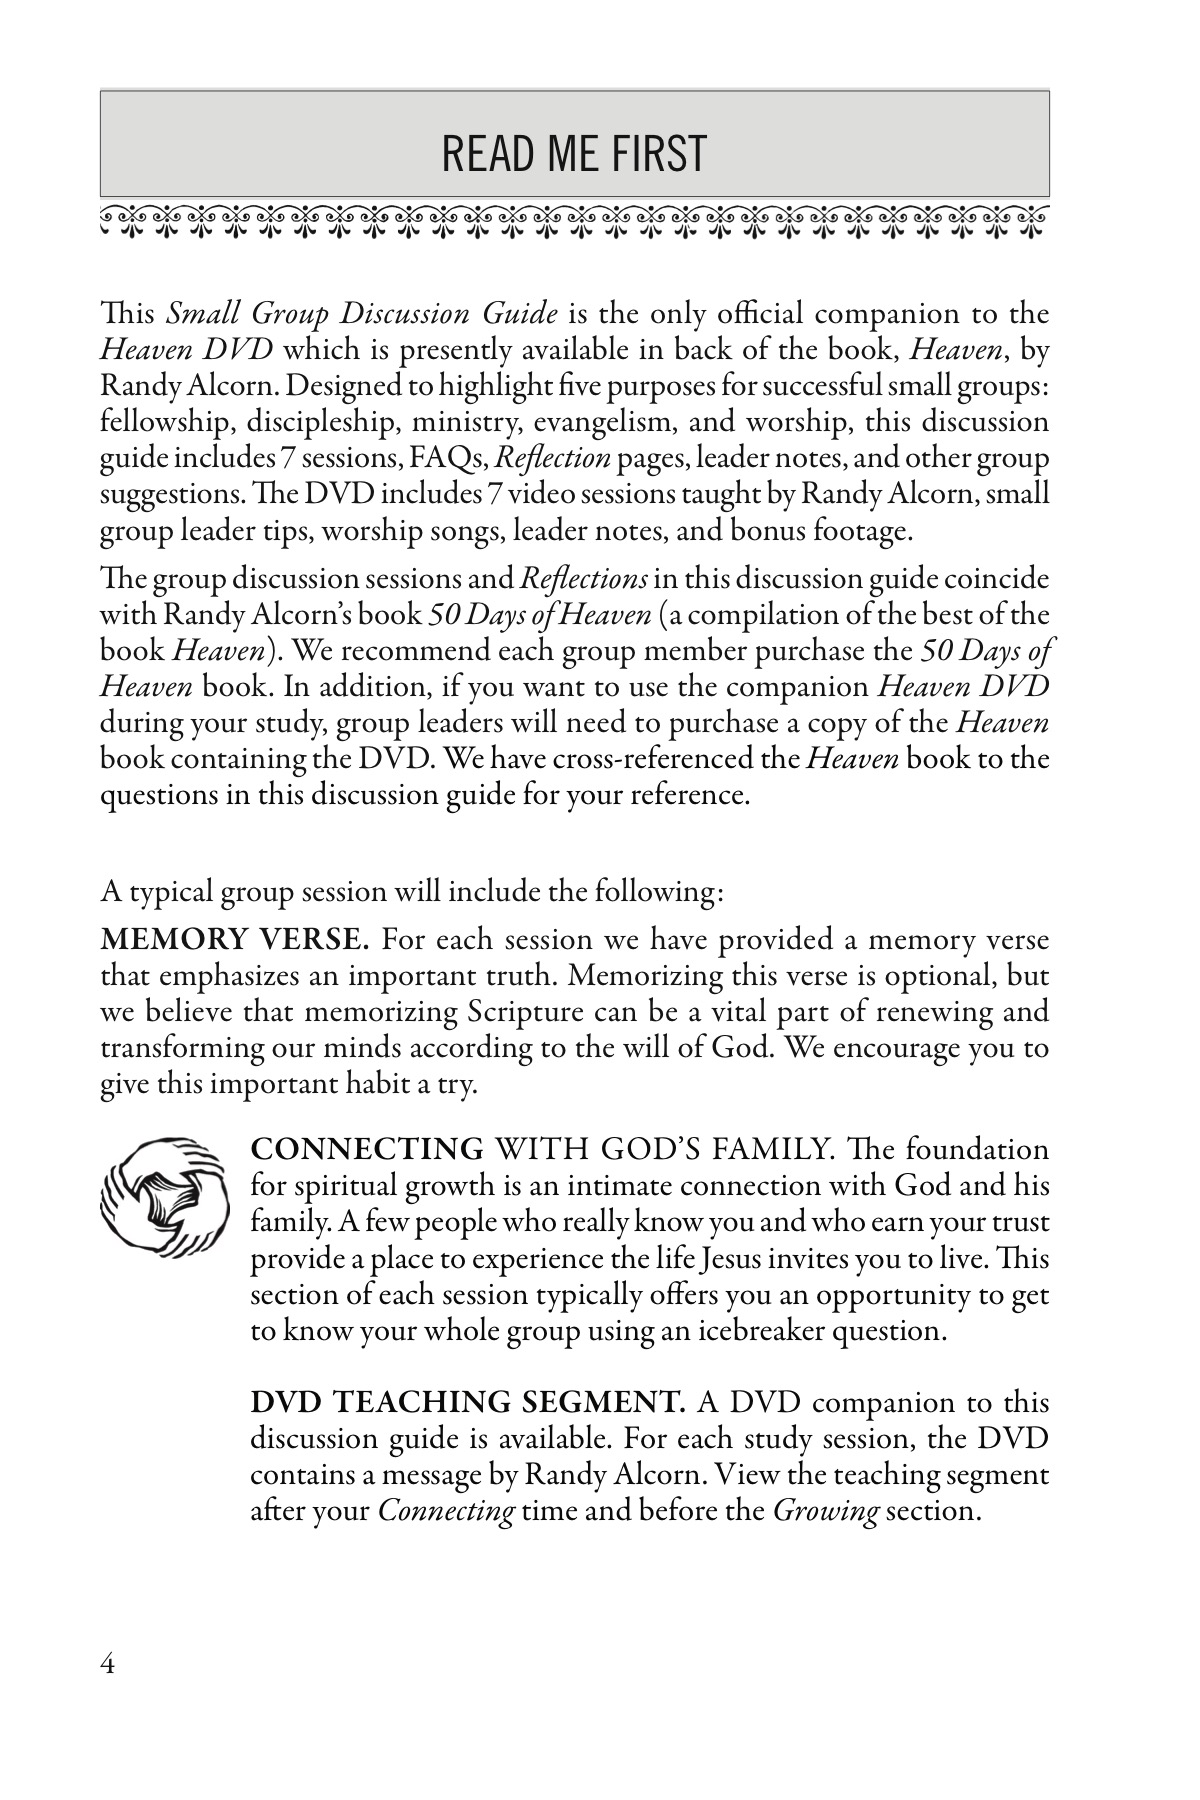 READ ME FIRST
This Small Group Discussion Guide is the only official companion to the
Heaven DVD which is presently available in back of the book, Heaven, by
Randy Alcorn. Designed to highlight five purposes for successful small groups:
fellowship, discipleship, ministry, evangelism, and worship, this discussion
guide includes 7 sessions, FAQs, Reflection pages, leader notes, and other group
suggestions. The DVD includes 7 video sessions taught by Randy Alcorn, small
group leader tips, worship songs, leader notes, and bonus footage.
The group discussion sessions and Reflections in this discussion guide coincide
with Randy Alcorn’s book 50 Days of Heaven (a compilation of the best of the
book Heaven). We recommend each group member purchase the 50 Days of
Heaven book. In addition, if you want to use the companion Heaven DVD
during your study, group leaders will need to purchase a copy of the Heaven
book containing the DVD. We have cross-referenced the Heaven book to the
questions in this discussion guide for your reference.
A typical group session will include the following:
MEMORY VERSE. For each session we have provided a memory verse
that emphasizes an important truth. Memorizing this verse is optional, but
we believe that memorizing Scripture can be a vital part of renewing and
transforming our minds according to the will of God. We encourage you to
give this important habit a try.
CONNECTING WITH GOD’S FAMILY. The foundation
for spiritual growth is an intimate connection with God and his
family. A few people who really know you and who earn your trust
provide a place to experience the life Jesus invites you to live. This
section of each session typically offers you an opportunity to get
to know your whole group using an icebreaker question.
DVD TEACHING SEGMENT. A DVD companion to this
discussion guide is available. For each study session, the DVD
contains a message by Randy Alcorn. View the teaching segment
after your Connecting time and before the Growing section.
4